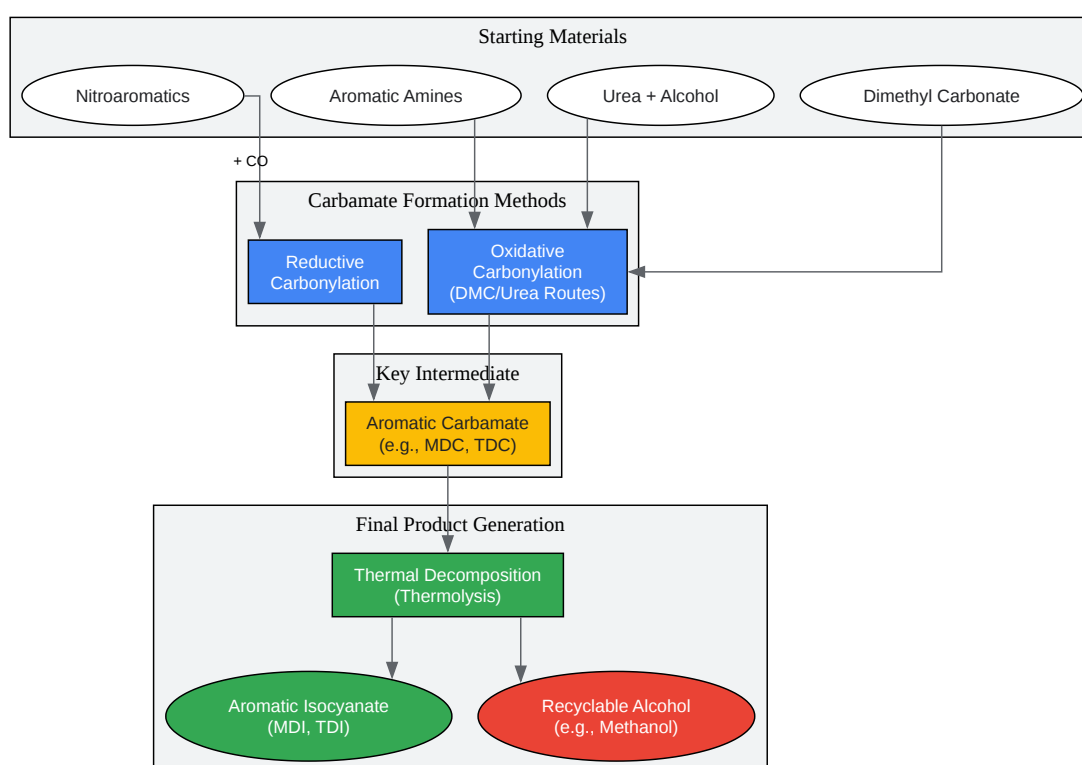 Starting Materials
Nitroaromatics
Aromatic Amines
Urea + Alcohol
Dimethyl Carbonate
+ CO
Carbamate Formation Methods
Reductive
Carbonylation
Oxidative
Carbonylation
(DMC/Urea Routes)
Key Intermediate
Aromatic Carbamate
(e.g., MDC, TDC)
Final Product Generation
Thermal Decomposition
(Thermolysis)
Aromatic Isocyanate
(MDI, TDI)
Recyclable Alcohol
(e.g., Methanol)